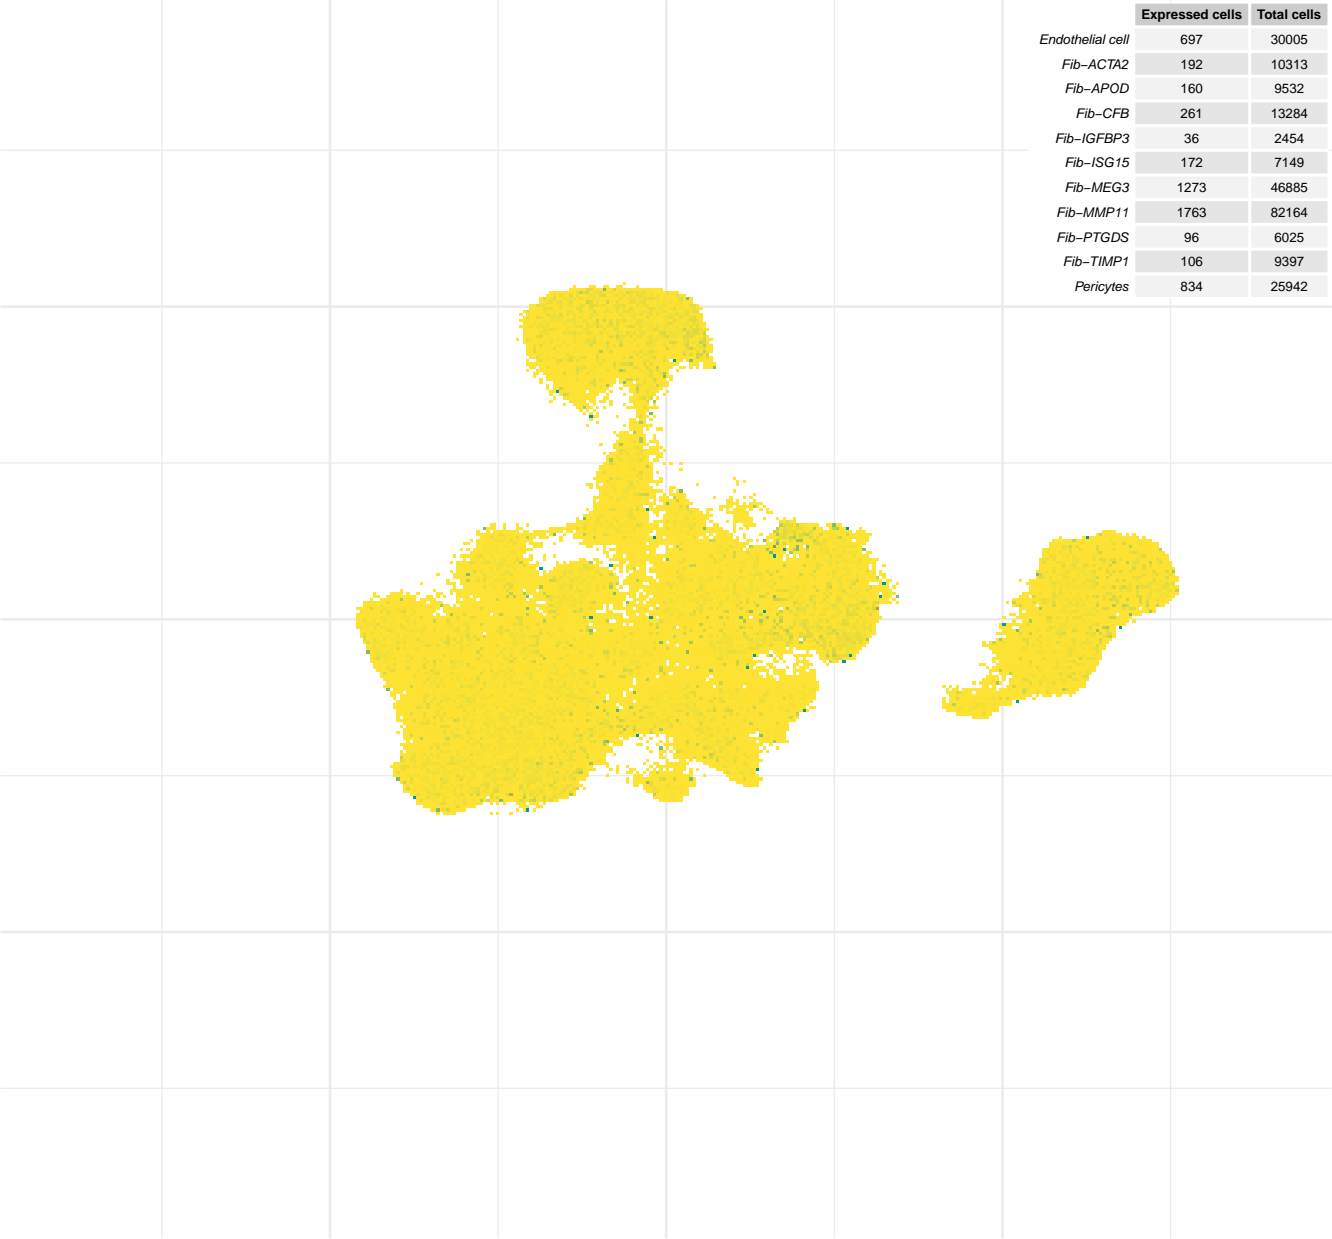 Expressed cells Total cells
Endothelial cell 697 30005
Fib−ACTA2 192 10313
Fib−APOD 160 9532
Fib−CFB 261 13284
Fib−IGFBP3 36 2454
Fib−ISG15 172 7149
Fib−MEG3 1273 46885
Fib−MMP11 1763 82164
Fib−PTGDS 96 6025
Fib−TIMP1 106 9397
Pericytes 834 25942